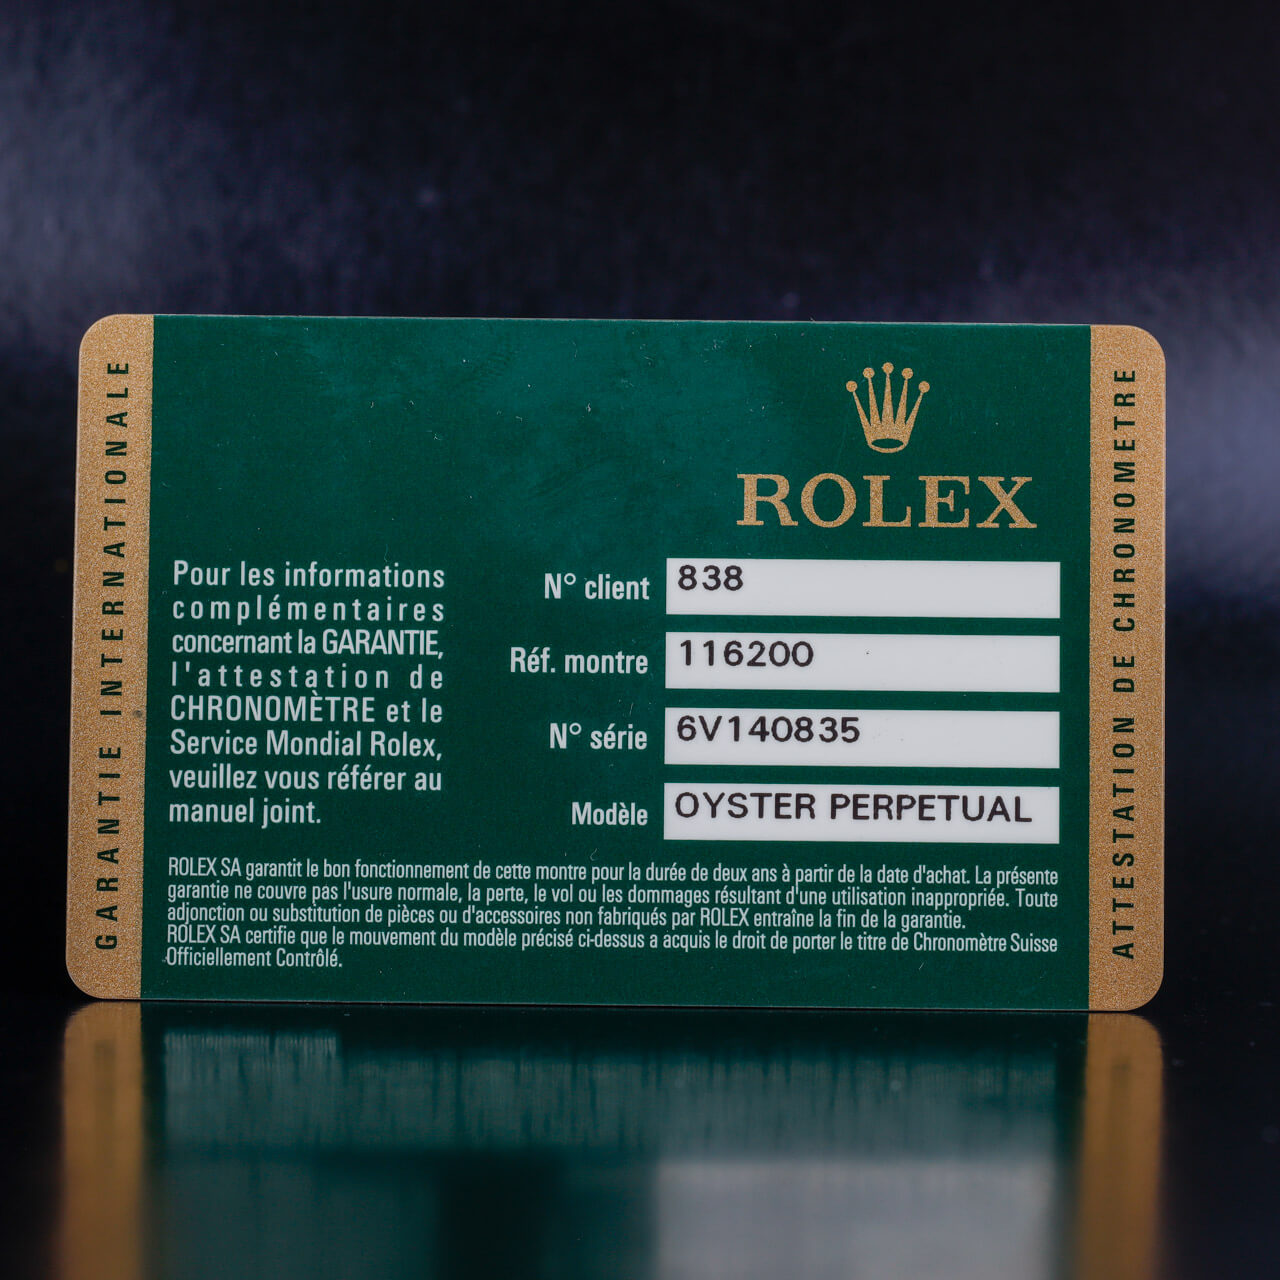 GARANTIE INTERNATIONALE
ROLEX
Pour les informations
complémentaires
concernant la GARANTIE,
l'attestation de
CHRONOMÈTRE et le
Service Mondial Rolex,
veuillez vous référer au
manuel joint.
N° client 838
Réf. montre 116200
N° série 6V140835
Modèle OYSTER PERPETUAL
ROLEX SA garantit le bon fonctionnement de cette montre pour la durée de deux ans à partir de la date d'achat. La présente
garantie ne couvre pas l'usure normale, la perte, le vol ou les dommages résultant d'une utilisation inappropriée. Toute
adjonction ou substitution de pièces ou d'accessoires non fabriqués par ROLEX entraîne la fin de la garantie.
ROLEX SA certifie que le mouvement du modèle précisé ci-dessus a acquis le droit de porter le titre de Chronomètre Suisse
Officiellement Contrôlé.
ATTESTATION DE CHRONOMETRE